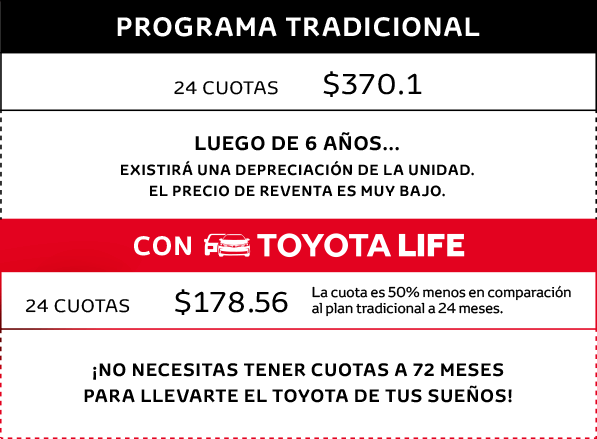 PROGRAMA TRADICIONAL
24 CUOTAS $370.1
LUEGO DE 6 AÑOS...
EXISTIRÁ UNA DEPRECIACIÓN DE LA UNIDAD.
EL PRECIO DE REVENTA ES MUY BAJO.
CON TOYOTA LIFE
24 CUOTAS $178.56 La cuota es 50% menos en comparación
al plan tradicional a 24 meses.
¡NO NECESITAS TENER CUOTAS A 72 MESES
PARA LLEVARTE EL TOYOTA DE TUS SUEÑOS!